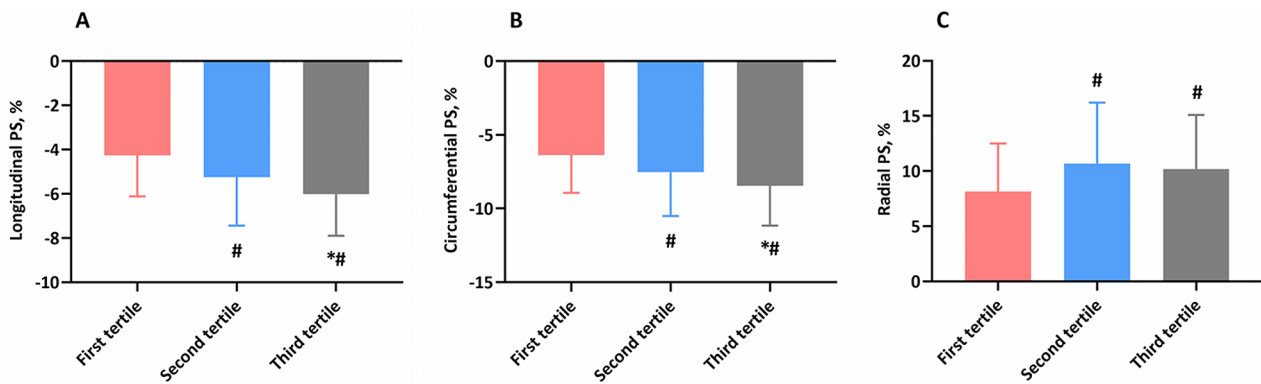 A
Longitudinal PS, %
0
-2
-4
-6
-8
-10
#
*#
First tertile
Second tertile
Third tertile
B
Circumferential PS, %
0
-5
-10
-15
#
*#
First tertile
Second tertile
Third tertile
C
Radial PS, %
20
15
10
5
0
#
#
First tertile
Second tertile
Third tertile